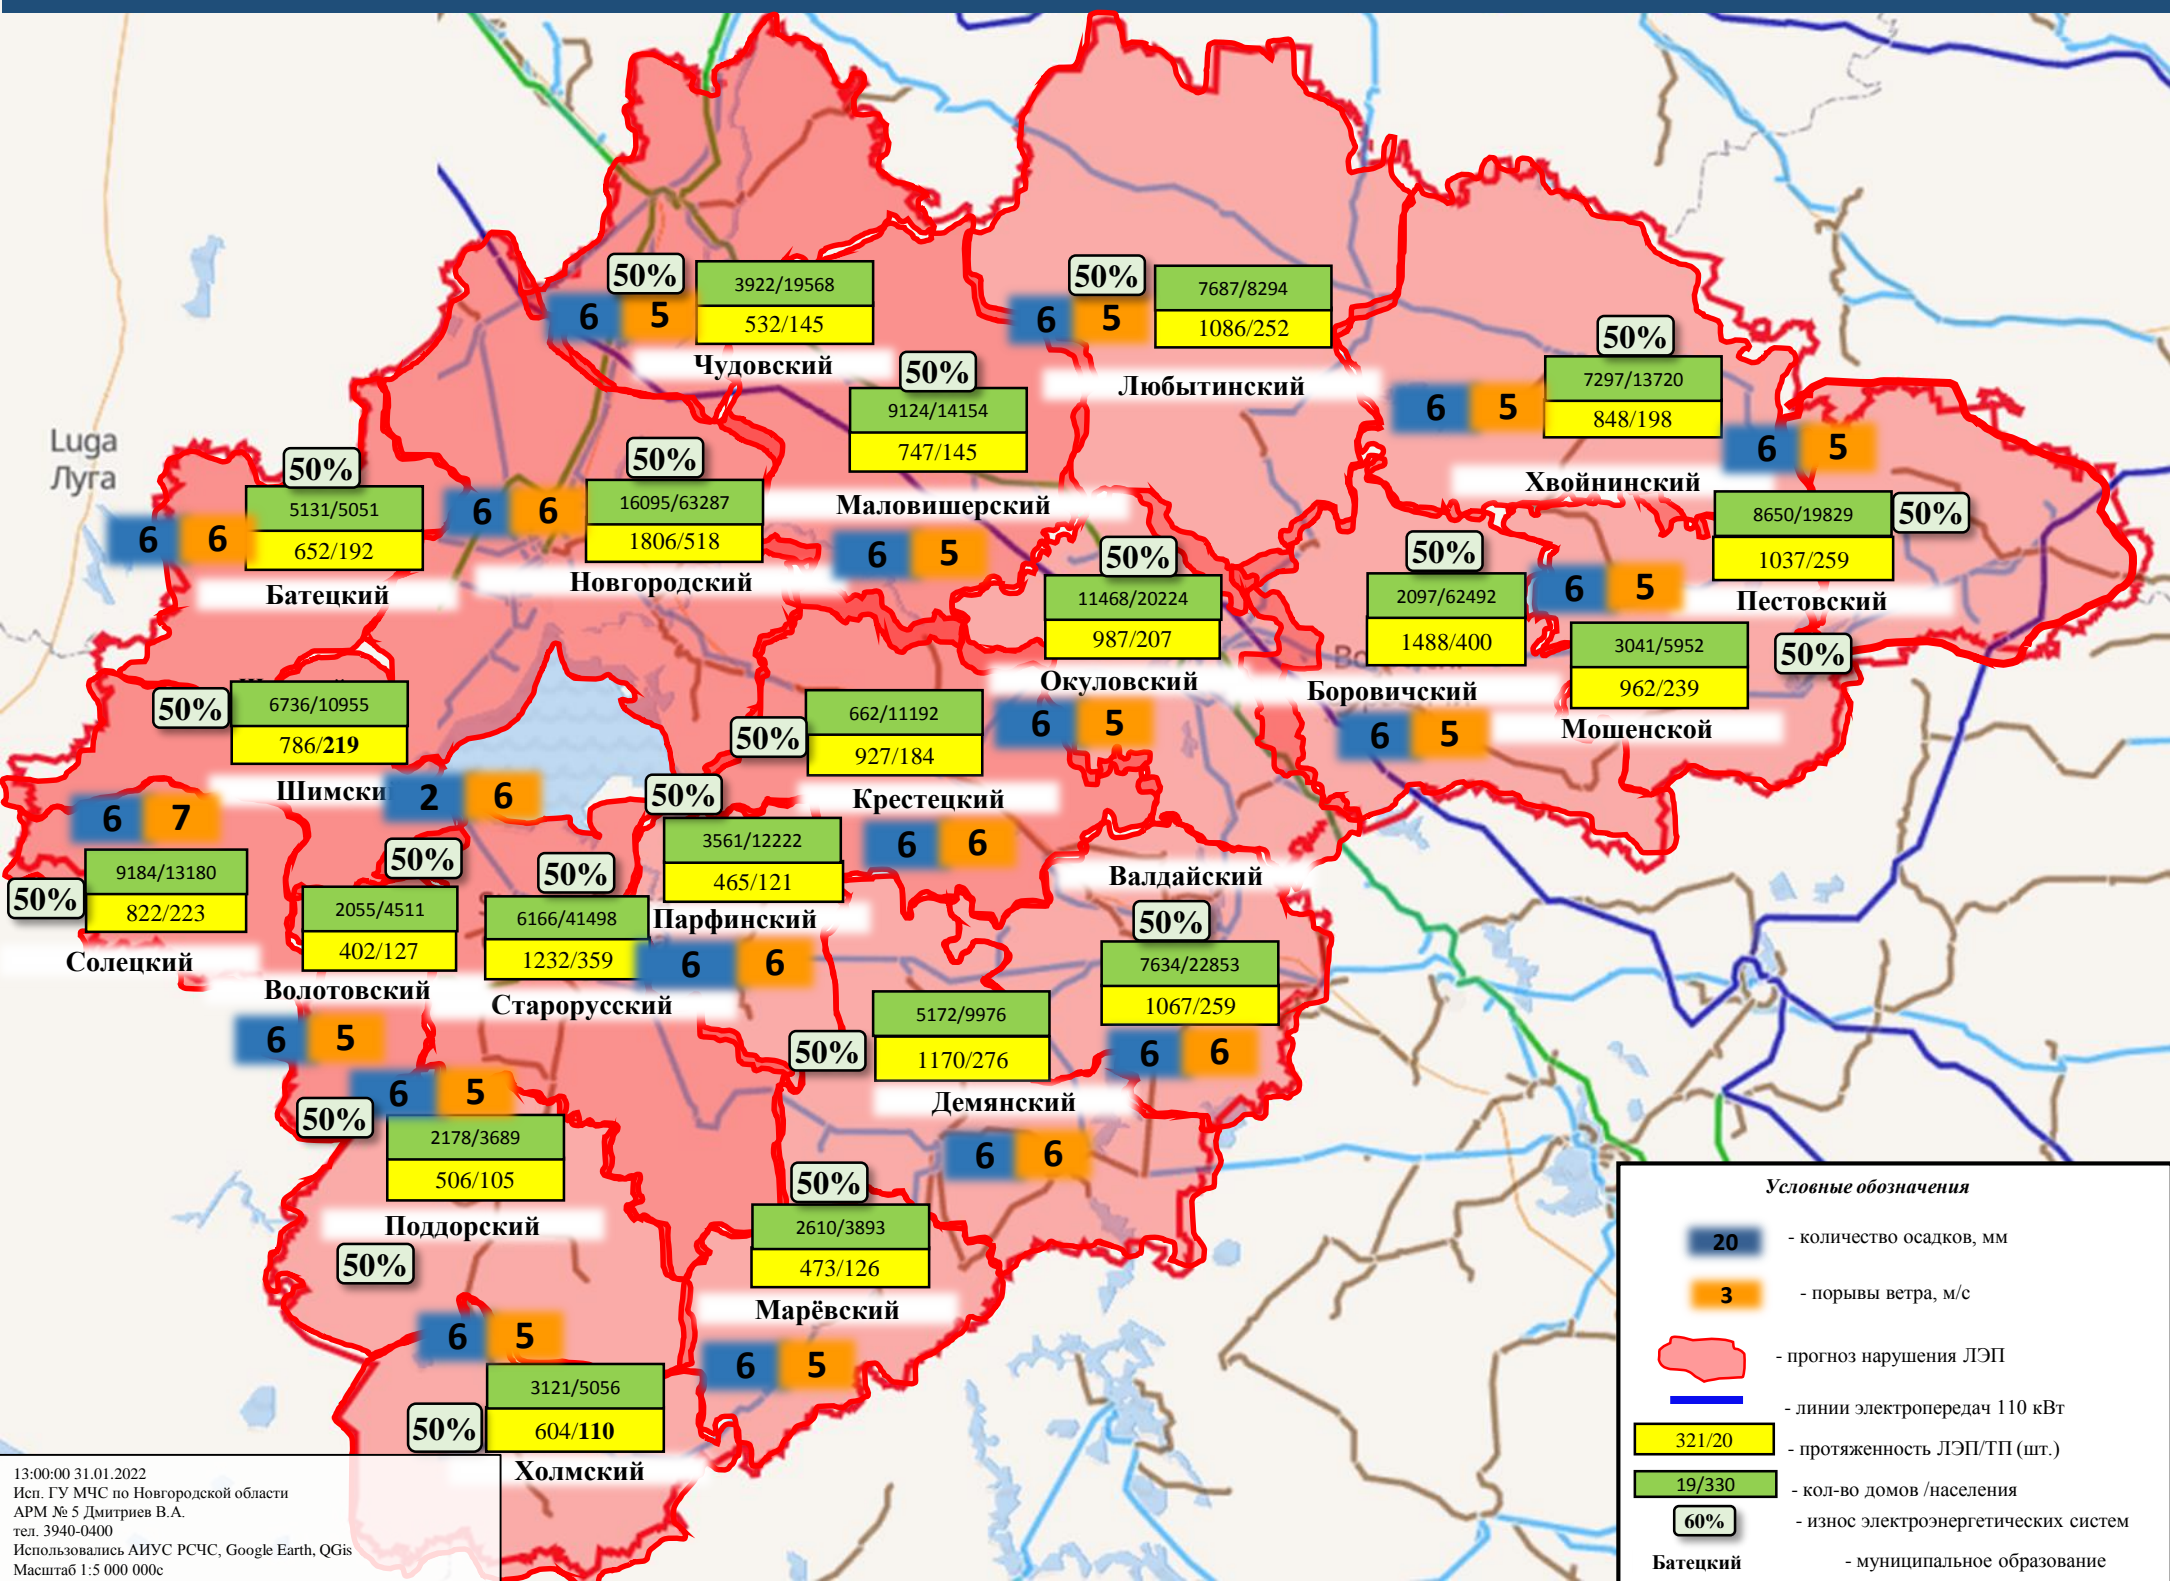 50%
3922/19568
6 5
532/145
Чудовский
50%
7687/8294
6 5
1086/252
Любытинский
50%
7297/13720
6 5
848/198
Хвойнинский
50%
9124/14154
747/145
Маловишерский
6 5
Luga
Луга
50%
5131/5051
6 6
652/192
Батецкий
50%
16095/63287
6 6
1806/518
Новгородский
6 5
8650/19829
50%
1037/259
Пестовский
50%
11468/20224
987/207
Окуловский
6 5
50%
2097/62492
1488/400
Боровичский
6 5
6 5
3041/5952
50%
962/239
Мошенской
50%
6736/10955
786/219
Шимски
2 6
50%
662/11192
927/184
Крестецкий
6 6
6 7
50%
9184/13180
822/223
Солецкий
50%
2055/4511
402/127
Волотовский
6 5
50%
6166/41498
1232/359
Старорусский
50%
3561/12222
465/121
Парфинский
6 6
Валдайский
50%
7634/22853
1067/259
6 6
50%
5172/9976
1170/276
Демянский
6 6
6 5
50%
2178/3689
506/105
Поддорский
50%
50%
2610/3893
473/126
Марёвский
6 5
6 5
3121/5056
50%
604/110
Холмский
13:00:00 31.01.2022
Исп. ГУ МЧС по Новгородской области
АРМ № 5 Дмитриев В.А.
тел. 3940-0400
Использовались АИУС РСЧС, Google Earth, QGis
Масштаб 1:5 000 000с
Условные обозначения
20 - количество осадков, мм
3 - порывы ветра, м/с
- прогноз нарушения ЛЭП
- линии электропередач 110 кВт
321/20 - протяженность ЛЭП/ТП (шт.)
19/330 - кол-во домов /населения
60% - износ электроэнергетических систем
Батецкий - муниципальное образование